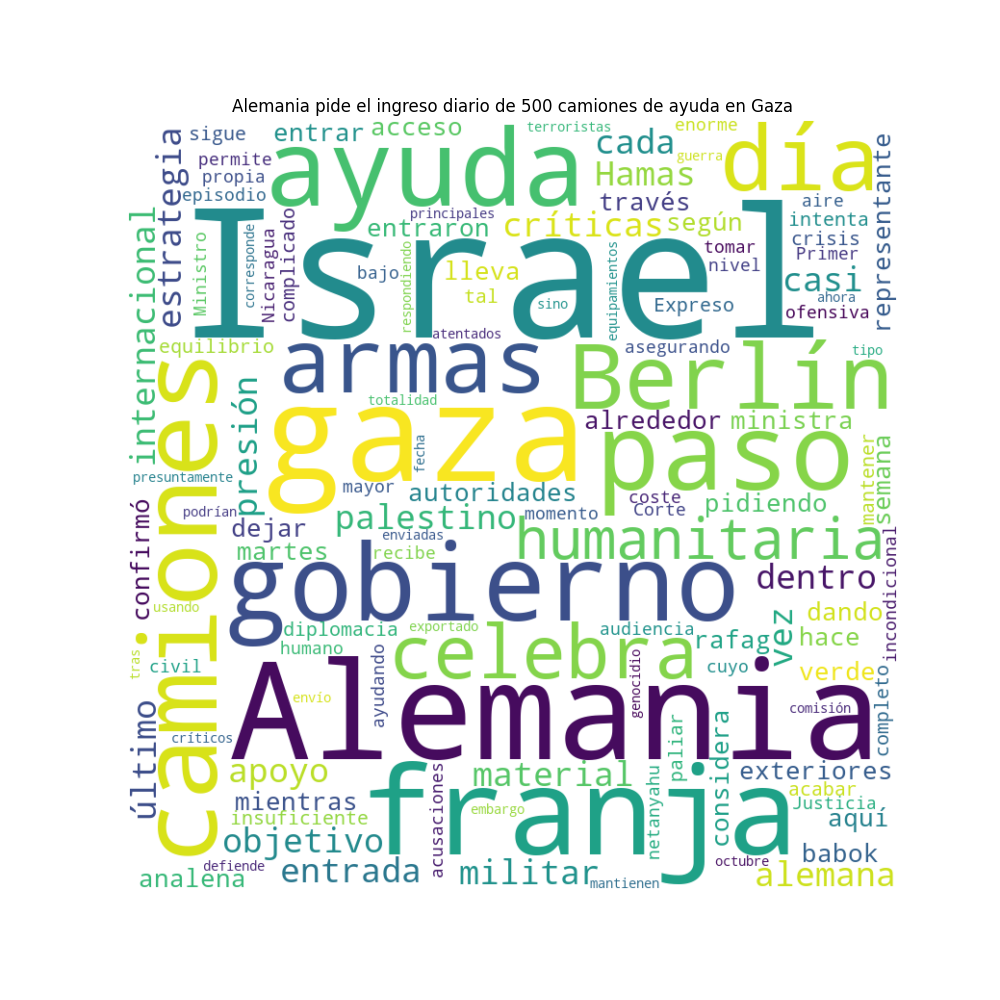 Alemania pide el ingreso diario de 500 camiones de ayuda en Gaza
sigue
entrar
acceso
terroristas
enorme
cada
día
permite
propia
episodio
estrategia
ayuda
guerra
Hamas
representante
principales
través
aire
intenta
críticas
según
entraron
internacional
Ministro
corresponde
Nicaragua
complicado
Israel
crisis
Primer
tomar
nivel
bajo
lleva
tal
respondiendo
sino
equipamientos
Expreso
casi
ahora
ofensiva
atentados
equilibrio
armas
asegurando
tipo
Berlín
camiones
presión
totalidad
gaza
alrededor
ministra
paso
fecha
presuntamente
mayor
autoridades
coste
Corte
pidiendo
mantener
semana
podrían
dejar
palestino
momento
confirmó
martes
enviadas
recibe
humanitaria
incondicional
dentro
gobierno
usando
dando
diplomacia
exportado
audiencia
rafag
vez
hace
humano
celebra
cuyo
verde
tras
civil
ayudando
genocidio
completo
Alemania
envío
comisión
último
críticos
paliar
considera
apoyo
material
exteriores
franja
mientras
insuficiente
acusaciones
embargo
netanyahu
acabar
Justicia
aquí
objetivo
babok
defiende
octubre
analena
entrada
militar
mantienen
alemana